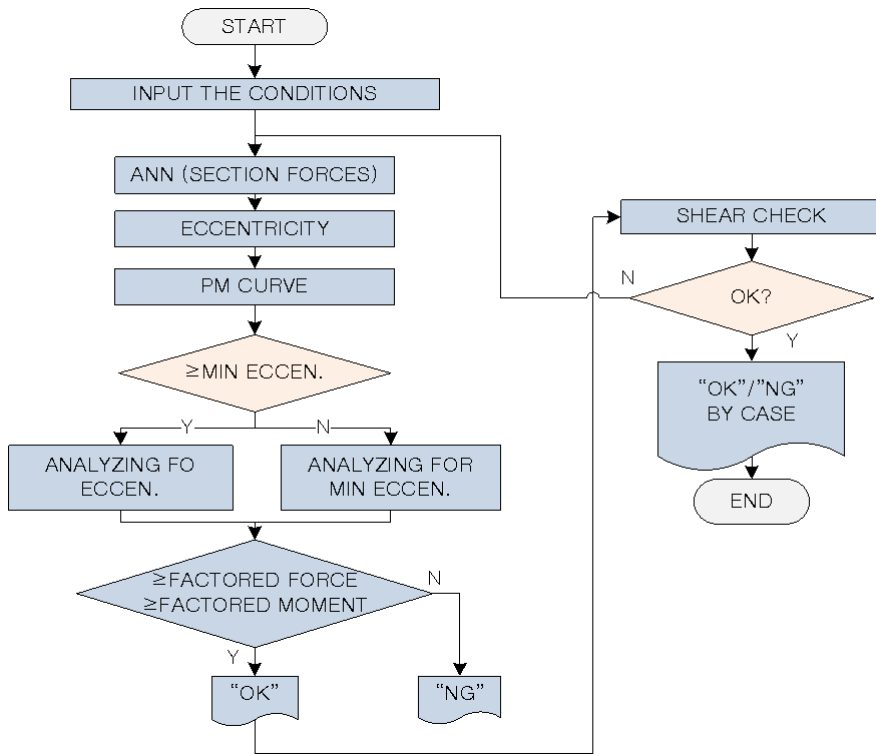 START
INPUT THE CONDITIONS
ANN (SECTION FORCES)
ECCENTRICITY
PM CURVE
≥MIN ECCEN.
Y
N
ANALYZING FO
ECCEN.
ANALYZING FOR
MIN ECCEN.
≥FACTORED FORCE
≥FACTORED MOMENT
N
Y
“OK”
“NG”
SHEAR CHECK
N
OK?
Y
“OK”/”NG”
BY CASE
END